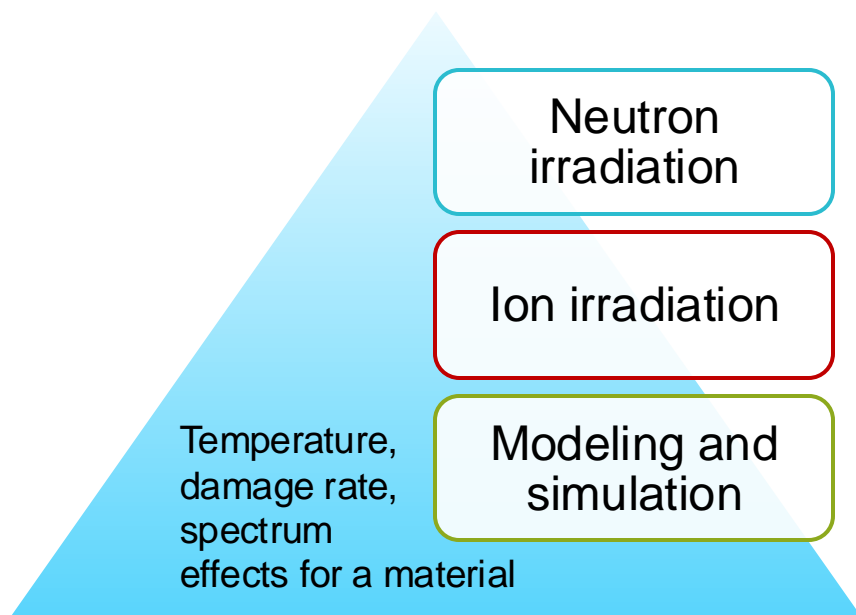 Neutron
irradiation
Ion irradiation
Modeling and
simulation
Temperature,
damage rate,
spectrum
effects for a material